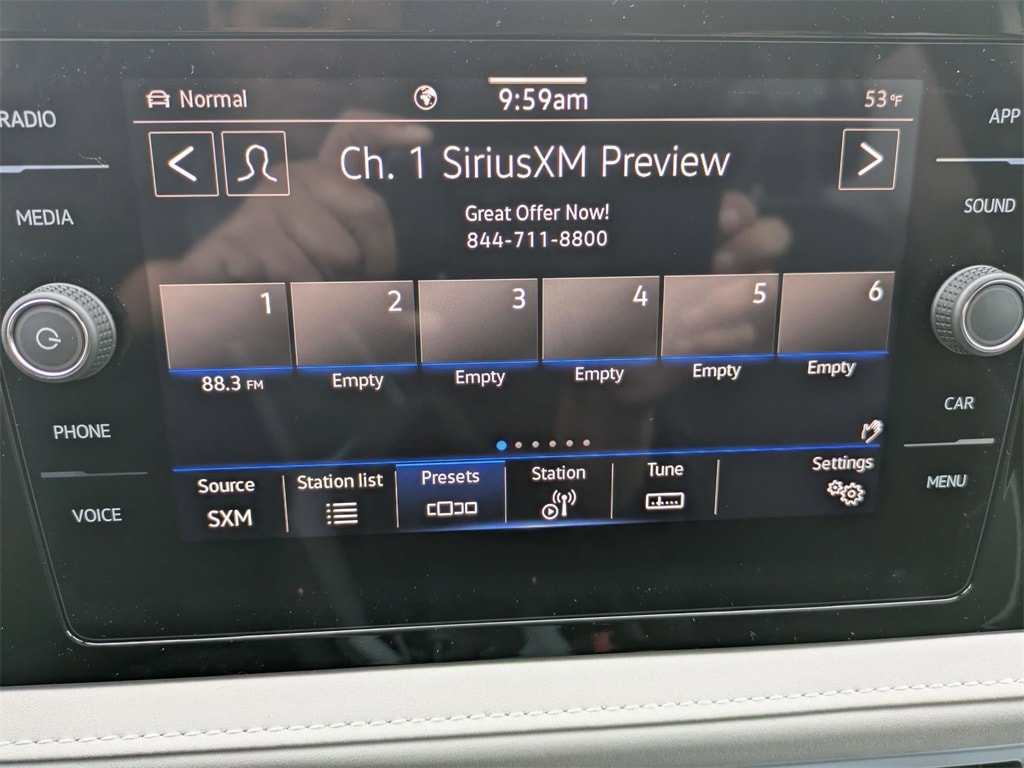 RADIO
MEDIA
PHONE
VOICE
Normal
9:59am
53°F
< >
Ch. 1 SiriusXM Preview
Great Offer Now!
844-711-8800
1 2 3 4 5 6
88.3 FM Empty Empty Empty Empty Empty
Source Station list Presets Station Tune Settings
SXM
APP
SOUND
CAR
MENU